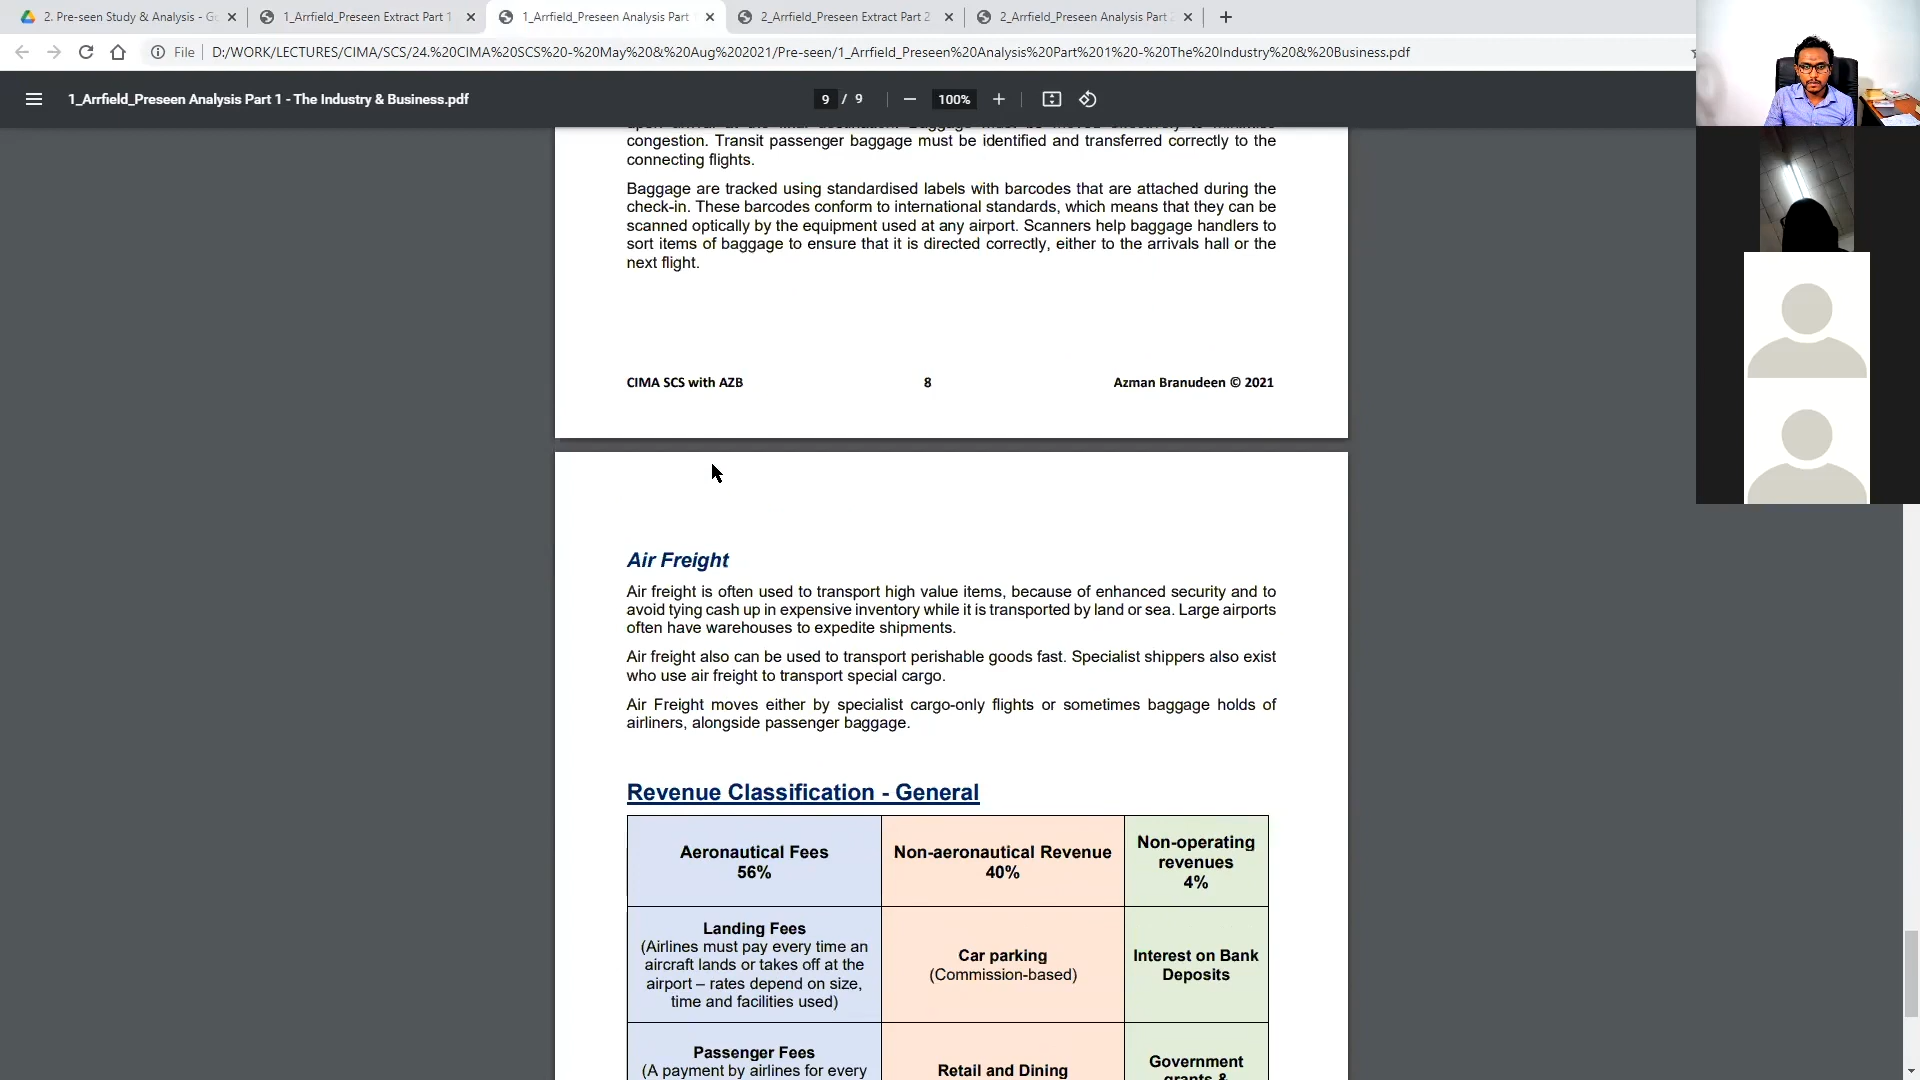 2. Pre-seen Study & Analysis - Go
1_Arrfield_Preseen Extract Part 1
1_Arrfield_Preseen Analysis Part
2_Arrfield_Preseen Extract Part 2
2_Arrfield_Preseen Analysis Part
File
D:/WORK/LECTURES/CIMA/SCS/24.%20CIMA%20SCS%20-%20May%20&%20Aug%202021/Pre-seen/1_Arrfield_Preseen%20Analysis%20Part%201%20-%20The%20Industry%20&%20Business.pdf
1_Arrfield_Preseen Analysis Part 1 - The Industry & Business.pdf
9 / 9
100%
congestion. Transit passenger baggage must be identified and transferred correctly to the
connecting flights.
Baggage are tracked using standardised labels with barcodes that are attached during the
check-in. These barcodes conform to international standards, which means that they can be
scanned optically by the equipment used at any airport. Scanners help baggage handlers to
sort items of baggage to ensure that it is directed correctly, either to the arrivals hall or the
next flight.
CIMA SCS with AZB
8
Azman Branudeen © 2021
Air Freight
Air freight is often used to transport high value items, because of enhanced security and to
avoid tying cash up in expensive inventory while it is transported by land or sea. Large airports
often have warehouses to expedite shipments.
Air freight also can be used to transport perishable goods fast. Specialist shippers also exist
who use air freight to transport special cargo.
Air Freight moves either by specialist cargo-only flights or sometimes baggage holds of
airliners, alongside passenger baggage.
Revenue Classification - General
Aeronautical Fees
56%
Non-aeronautical Revenue
40%
Non-operating
revenues
4%
Landing Fees
(Airlines must pay every time an
aircraft lands or takes off at the
airport – rates depend on size,
time and facilities used)
Car parking
(Commission-based)
Interest on Bank
Deposits
Passenger Fees
(A payment by airlines for every
Retail and Dining
Government
grants &